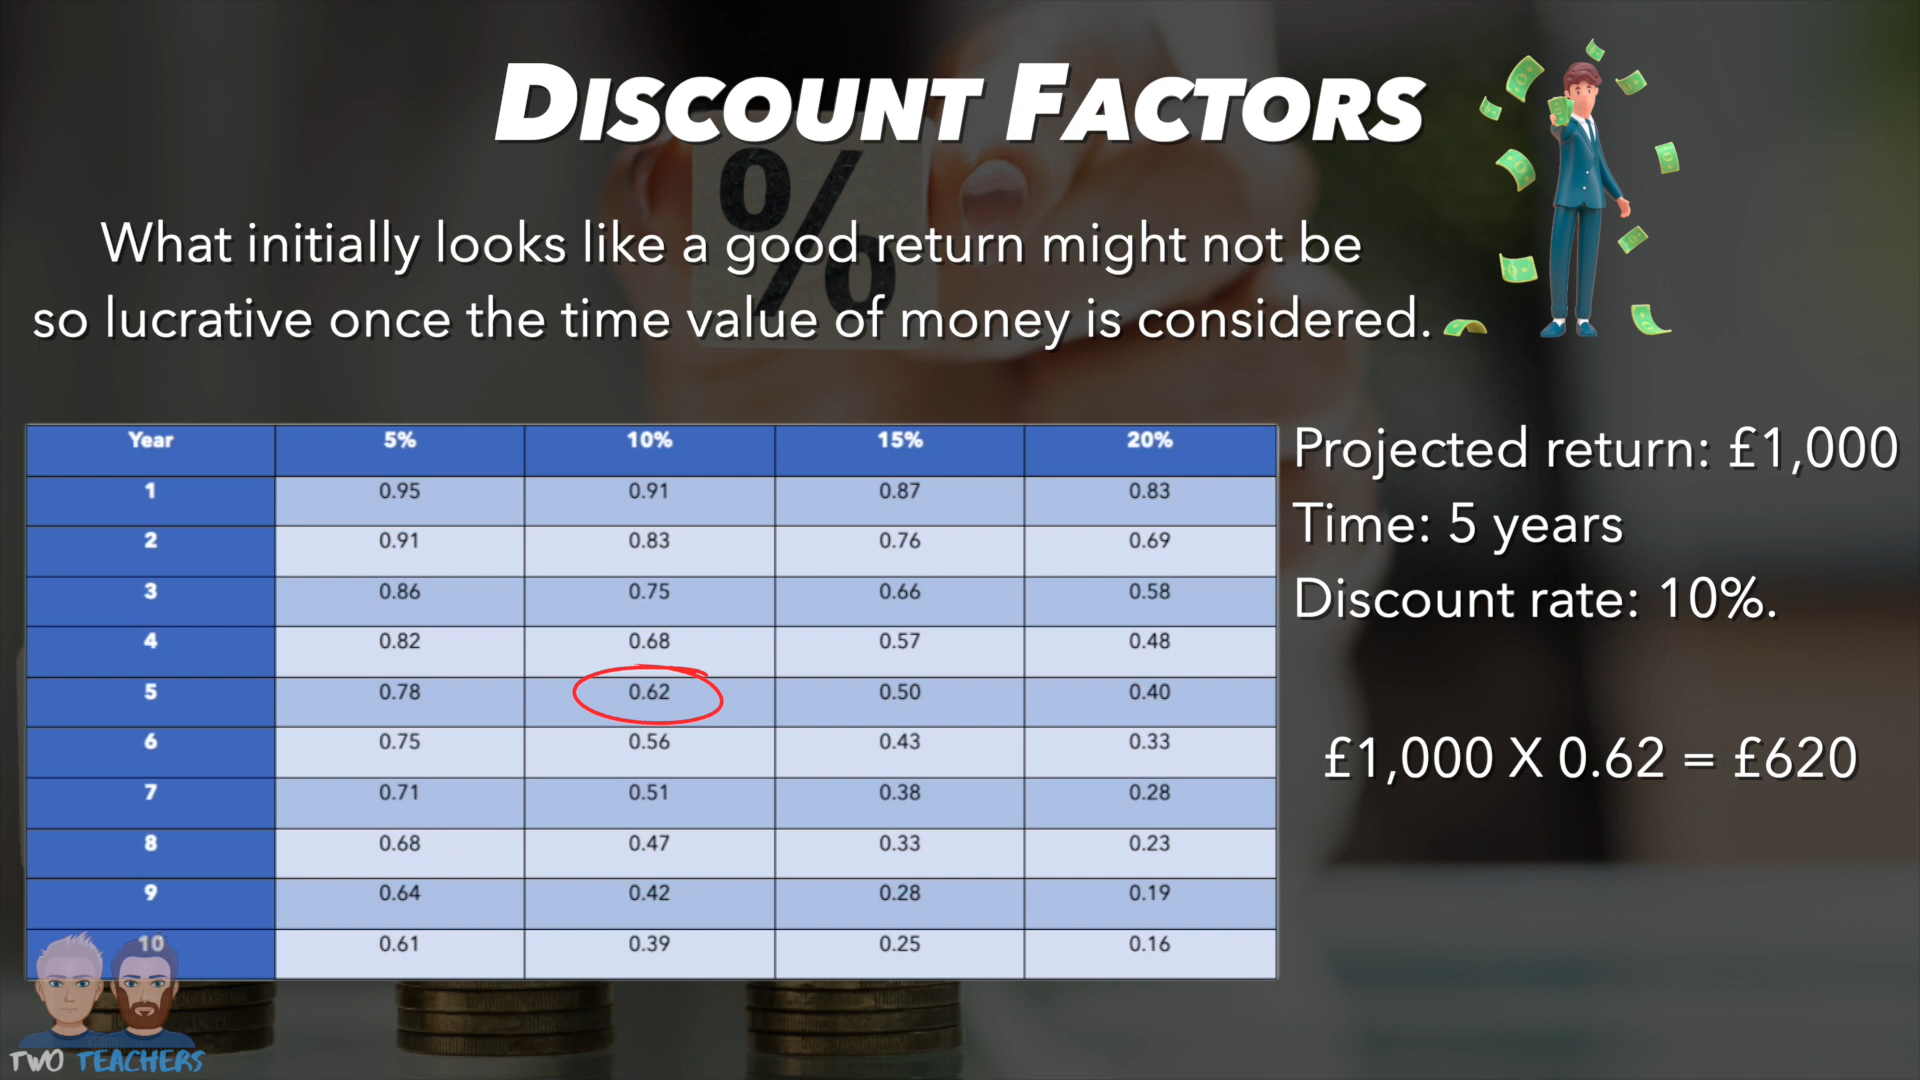 DISCOUNT FACTORS
%
What initially looks like a good return might not be
so lucrative once the time value of money is considered.
Year 5% 10% 15% 20%
1 0.95 0.91 0.87 0.83
2 0.91 0.83 0.76 0.69
3 0.86 0.75 0.66 0.58
4 0.82 0.68 0.57 0.48
5 0.78 0.62 0.50 0.40
6 0.75 0.56 0.43 0.33
7 0.71 0.51 0.38 0.28
8 0.68 0.47 0.33 0.23
9 0.64 0.42 0.28 0.19
10 0.61 0.39 0.25 0.16
Projected return: £1,000
Time: 5 years
Discount rate: 10%.
£1,000 X 0.62 = £620
TWO TEACHERS